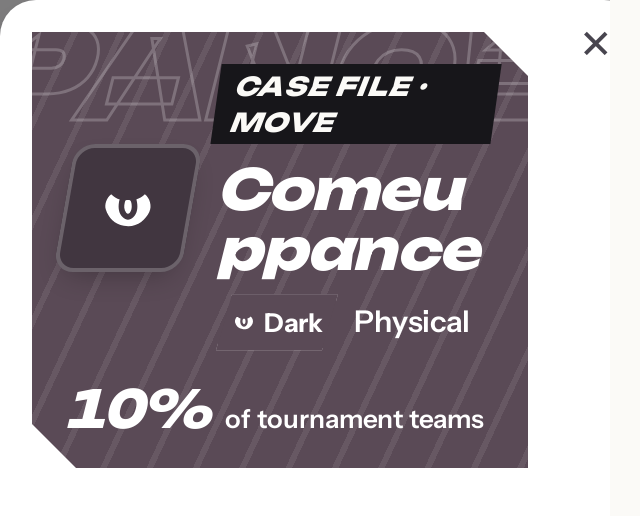 CASE FILE ·
MOVE
Comeu
ppance
Dark Physical
10% of tournament teams